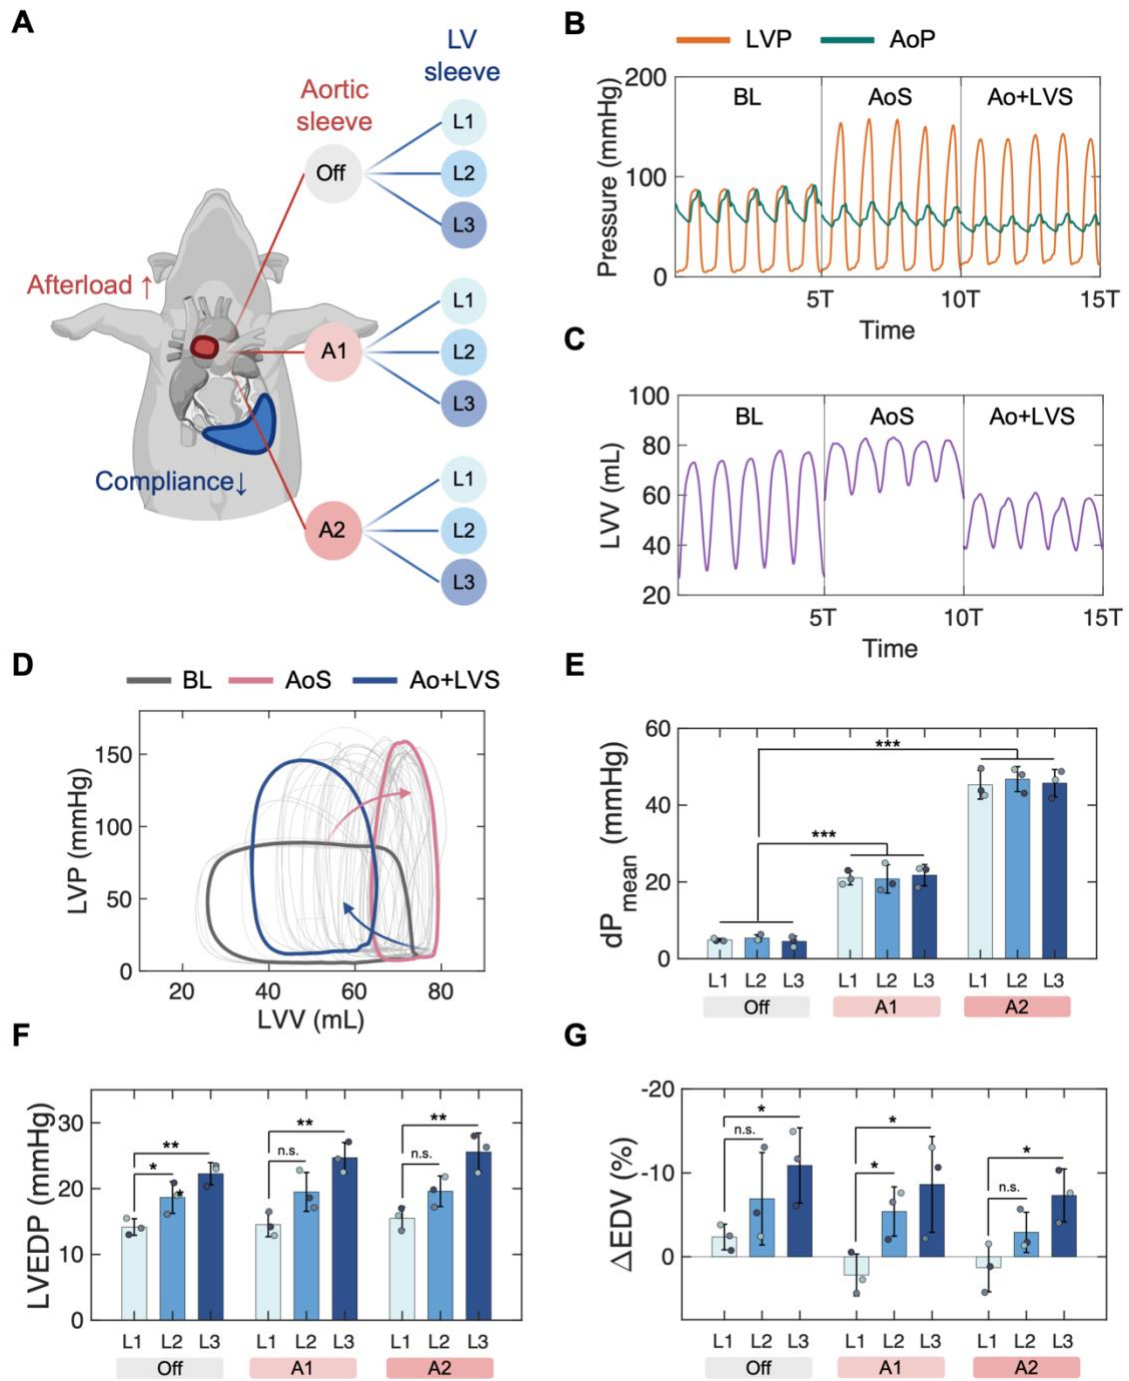 A
LV
sleeve
Aortic
sleeve
Off
L1
L2
L3
A1
L1
L2
L3
A2
L1
L2
L3
Afterload ↑
Compliance↓
B
LVP AoP
Pressure (mmHg)
200
100
0
BL AoS Ao+LVS
5T 10T 15T
Time
C
LVV (mL)
100
80
60
40
20
BL AoS Ao+LVS
5T 10T 15T
Time
D
BL AoS Ao+LVS
LVP (mmHg)
150
100
50
0
20 40 60 80
LVV (mL)
E
dP mean (mmHg)
60
40
20
0
***
***
L1 L2 L3 L1 L2 L3 L1 L2 L3
Off A1 A2
F
LVEDP (mmHg)
30
20
10
0
** ** **
* n.s. n.s.
*
L1 L2 L3 L1 L2 L3 L1 L2 L3
Off A1 A2
G
ΔEDV (%)
-20
-10
0
* * *
n.s. * n.s.
L1 L2 L3 L1 L2 L3 L1 L2 L3
Off A1 A2